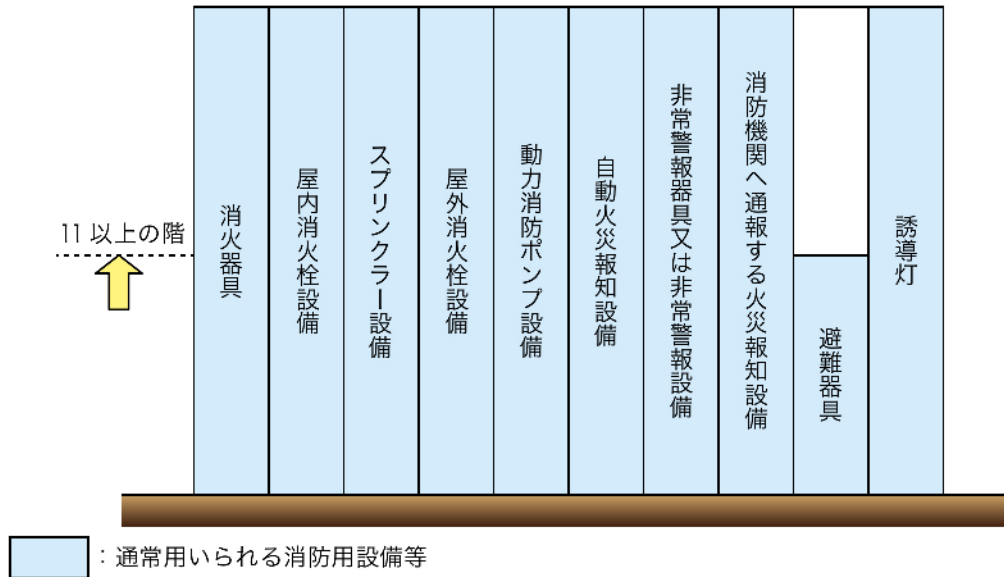 11以上の階
消火器具
屋内消火栓設備
スプリンクラー設備
屋外消火栓設備
動力消防ポンプ設備
自動火災報知設備
非常警報器具又は非常警報設備
消防機関へ通報する火災報知設備
避難器具
誘導灯
：通常用いられる消防用設備等